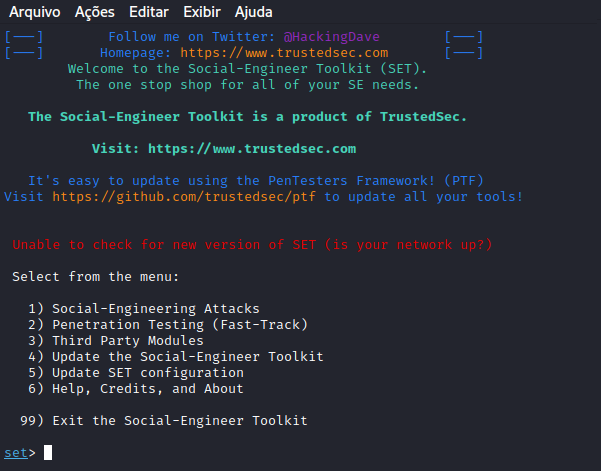 Arquivo Ações Editar Exibir Ajuda
[---] Follow me on Twitter: @HackingDave [---]
[---] Homepage: https://www.trustedsec.com [---]
Welcome to the Social-Engineer Toolkit (SET).
The one stop shop for all of your SE needs.
The Social-Engineer Toolkit is a product of TrustedSec.
Visit: https://www.trustedsec.com
It's easy to update using the PenTesters Framework! (PTF)
Visit https://github.com/trustedsec/ptf to update all your tools!
Unable to check for new version of SET (is your network up?)
Select from the menu:
1) Social-Engineering Attacks
2) Penetration Testing (Fast-Track)
3) Third Party Modules
4) Update the Social-Engineer Toolkit
5) Update SET configuration
6) Help, Credits, and About
99) Exit the Social-Engineer Toolkit
set>